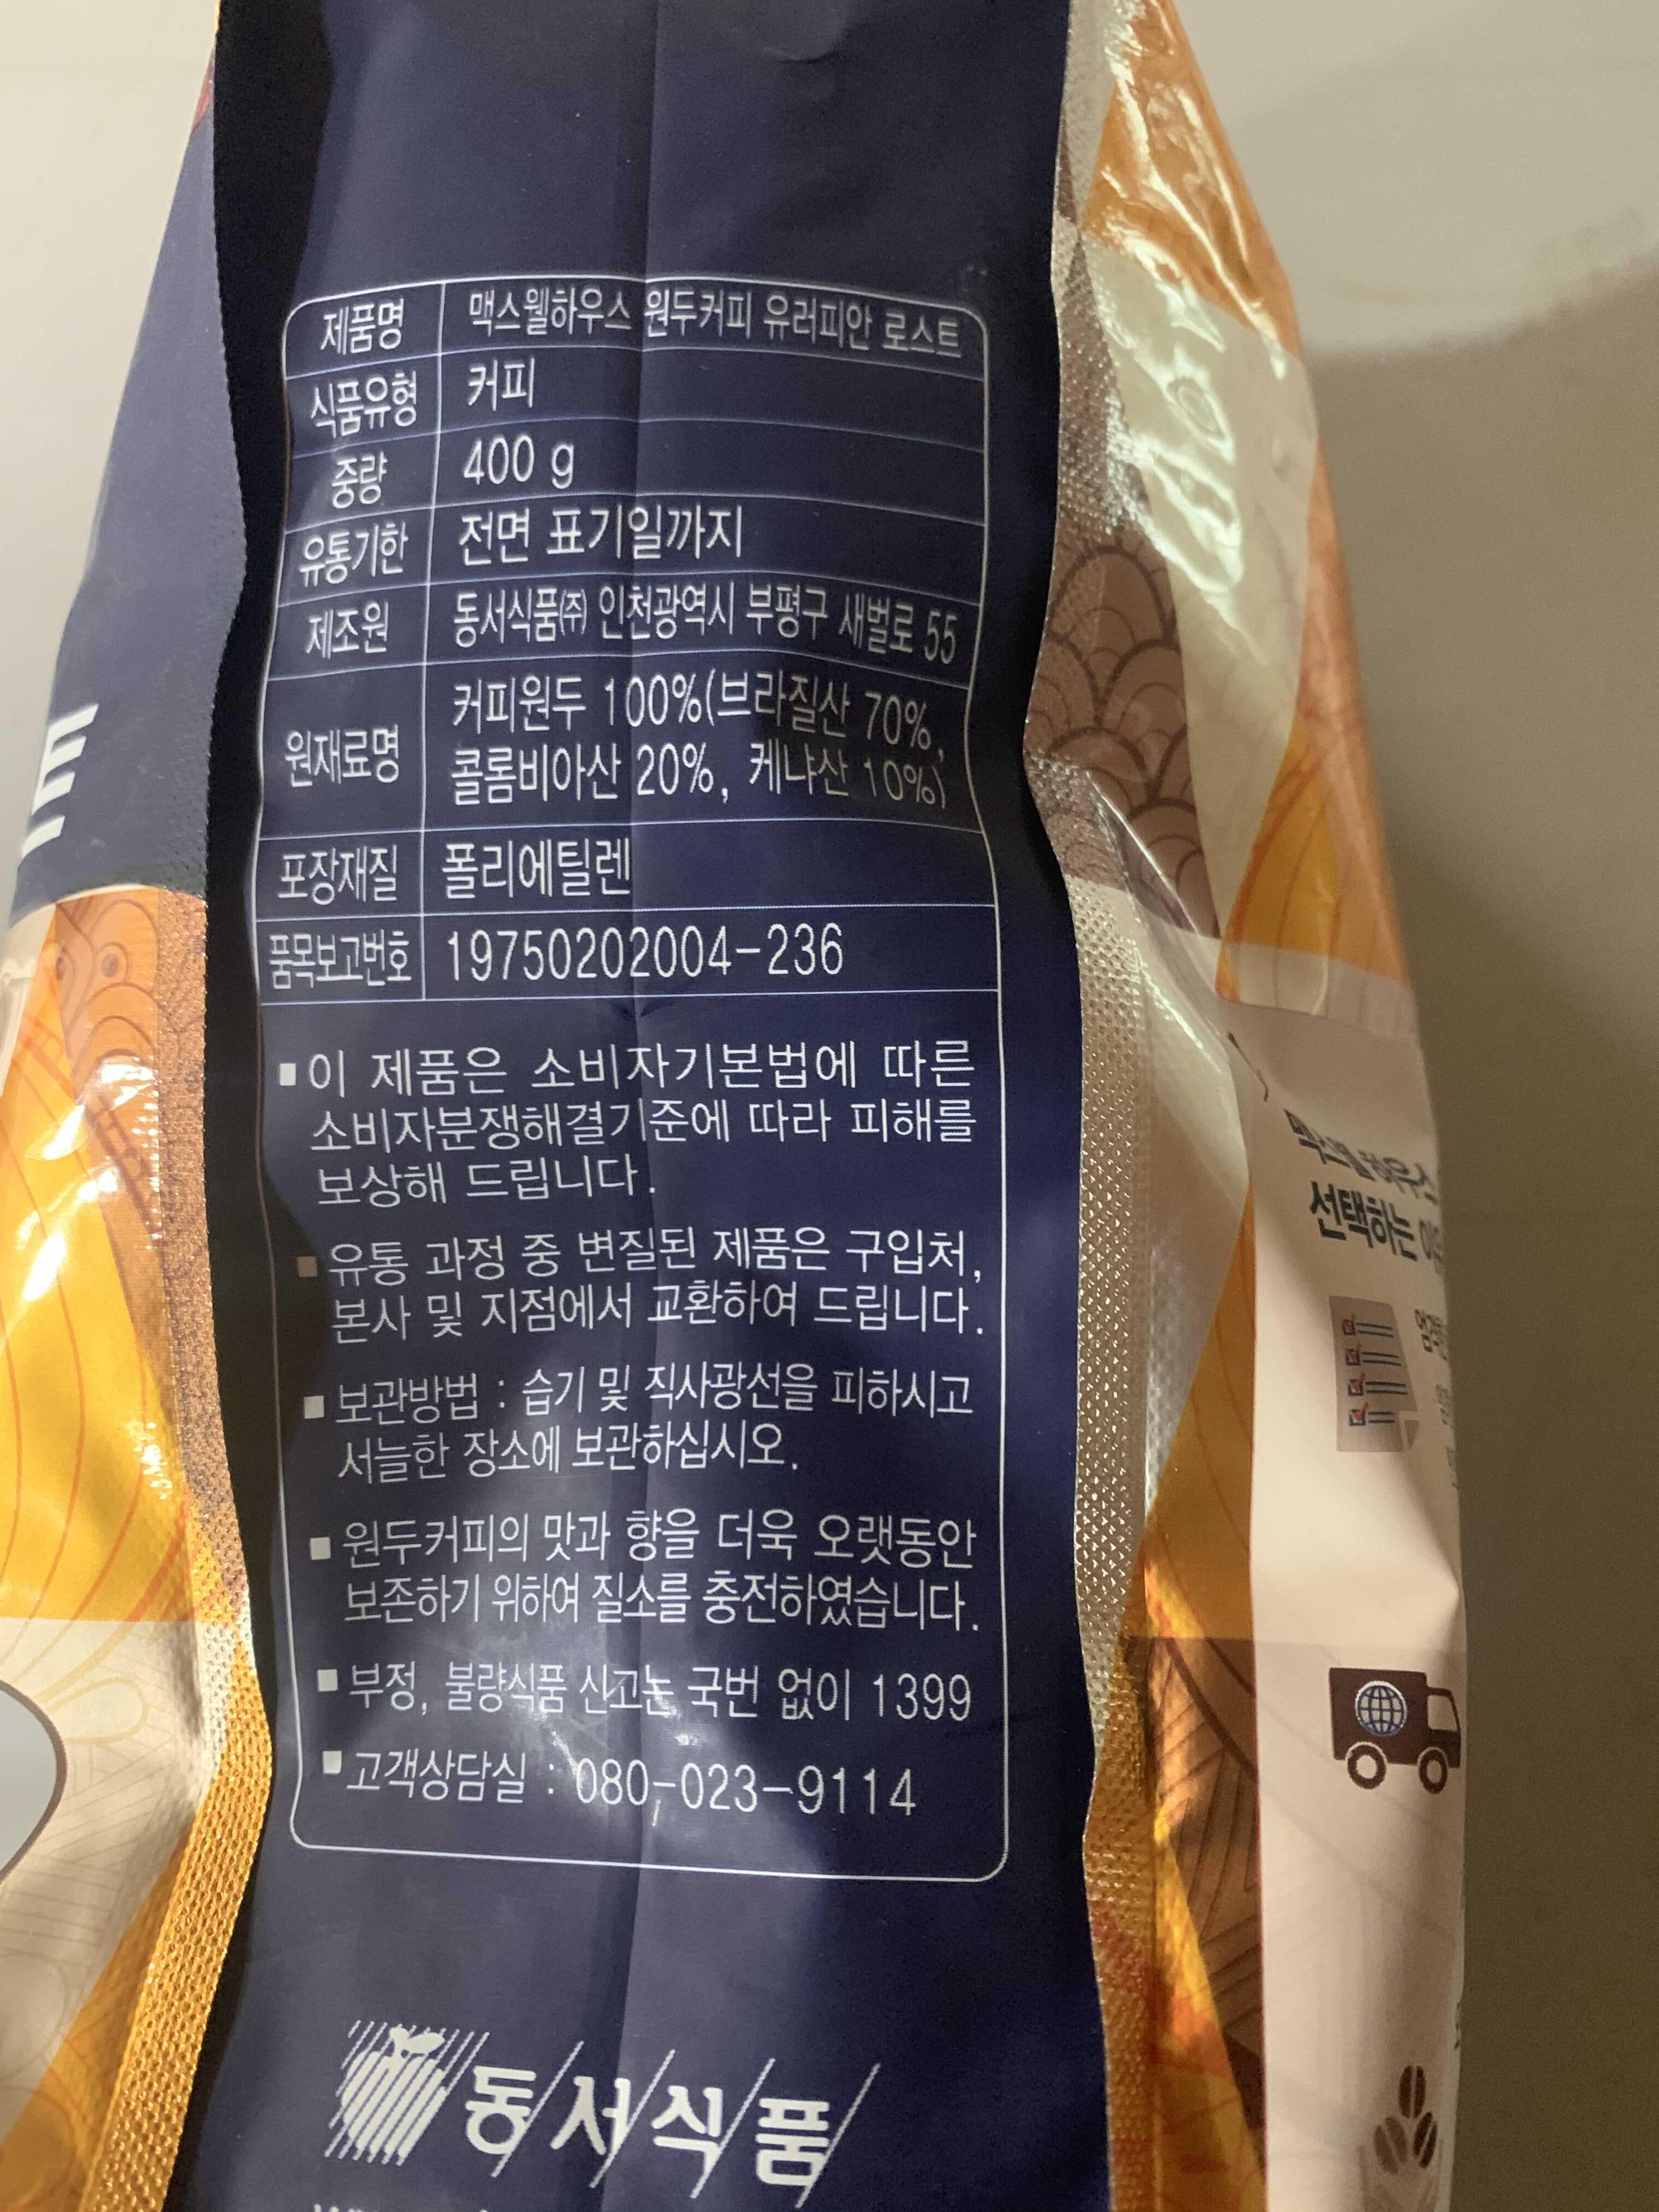 제품명 맥스웰하우스 원두커피 유러피안 로스트
식품유형 커피
중량 400 g
유통기한 전면 표기일까지
제조원 동서식품㈜ 인천광역시 부평구 새벌로 55
원재료명 커피원두 100%(브라질산 70%,
콜롬비아산 20%, 케냐산 10%)
포장재질 폴리에틸렌
품목보고번호 19750202004-236
▪이 제품은 소비자기본법에 따른
소비자분쟁해결기준에 따라 피해를
보상해 드립니다.
▪유통 과정 중 변질된 제품은 구입처,
본사 및 지점에서 교환하여 드립니다.
▪보관방법 : 습기 및 직사광선을 피하시고
서늘한 장소에 보관하십시오.
▪원두커피의 맛과 향을 더욱 오랫동안
보존하기 위하여 질소를 충전하였습니다.
▪부정, 불량식품 신고는 국번 없이 1399
▪고객상담실 : 080-023-9114
동서식품
E
맥스웰하우스
선택하는